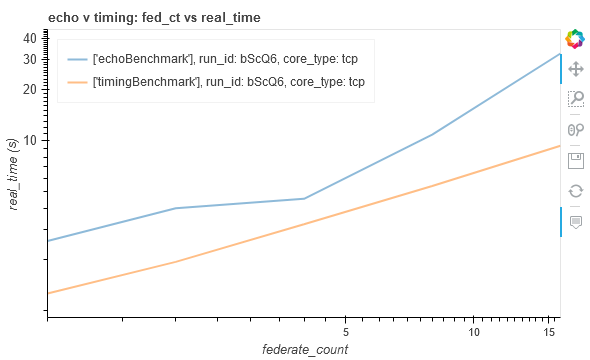 echo v timing: fed_ct vs real_time
['echoBenchmark'], run_id: bScQ6, core_type: tcp
['timingBenchmark'], run_id: bScQ6, core_type: tcp
40
30
20
10
real_time (s)
5
10
15
federate_count